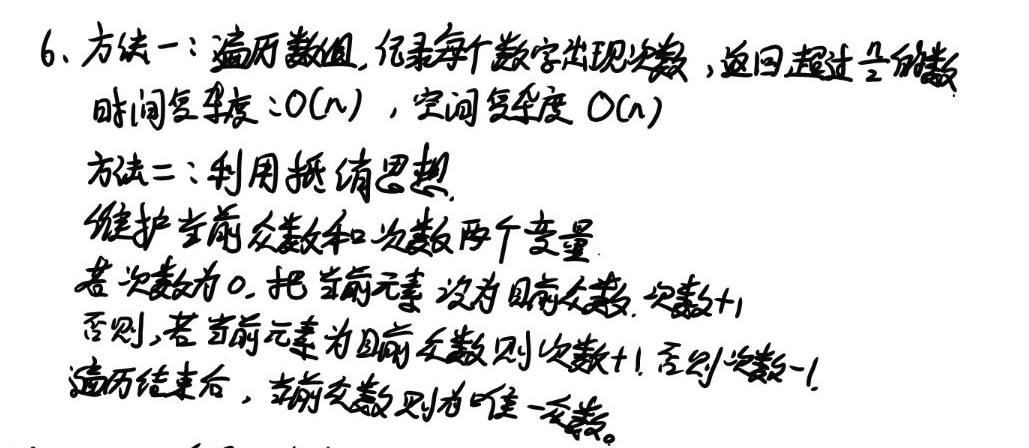 6、方法一：遍历数组,记录每个数字出现次数,返回超过n/2的数
时间复杂度：O(n)，空间复杂度 O(n)
方法二：利用抵消思想.
维护当前众数和次数两个变量.
若次数为0，把当前元素设为目前众数.次数+1
否则,若当前元素为目前众数则次数+1.否则次数-1.
遍历结束后，当前众数则为唯一众数。